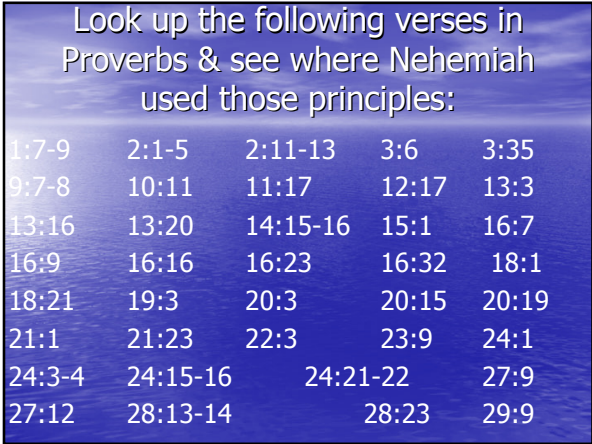 Look up the following verses in
Proverbs & see where Nehemiah
used those principles:
1:7-9 2:1-5 2:11-13 3:6 3:35
9:7-8 10:11 11:17 12:17 13:3
13:16 13:20 14:15-16 15:1 16:7
16:9 16:16 16:23 16:32 18:1
18:21 19:3 20:3 20:15 20:19
21:1 21:23 22:3 23:9 24:1
24:3-4 24:15-16 24:21-22 27:9
27:12 28:13-14 28:23 29:9